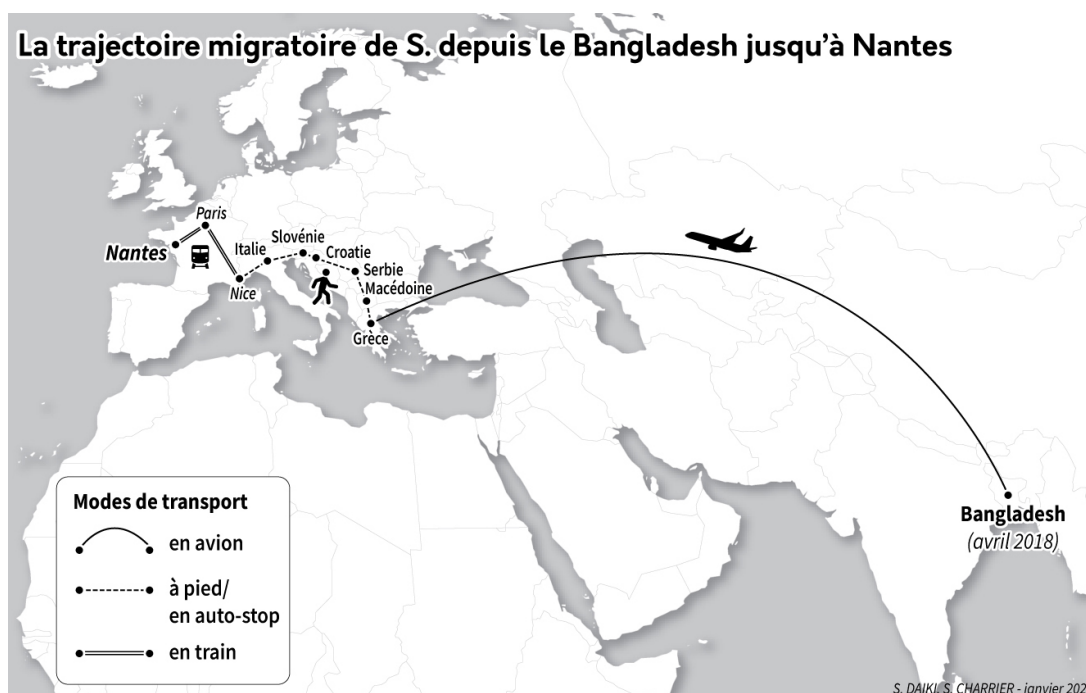 La trajectoire migratoire de S. depuis le Bangladesh jusqu'à Nantes
Paris
Nantes
Nice
Italie
Slovénie
Croatie
Serbie
Macédoine
Grèce
Bangladesh
(avril 2018)
Modes de transport
en avion
à pied/
en auto-stop
en train
S. DAIKI, S. CHARRIER - janvier